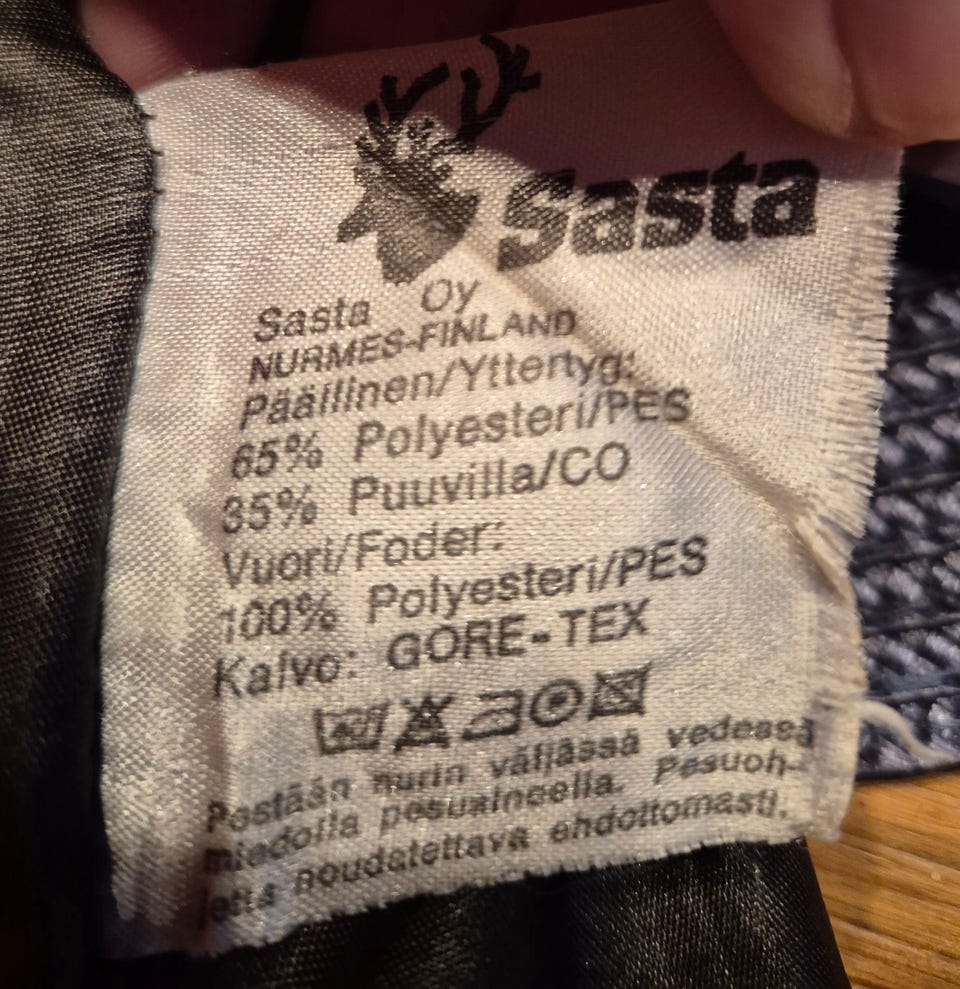 sasta
Sasta Oy
NURMES-FINLAND
Päällinen/Yttertyg:
65% Polyesteri/PES
35% Puuvilla/CO
Vuori/Foder:
100% Polyesteri/PES
Kalvo: GORE-TEX
Pestään nurin väljässä vedessä
miedolla pesuaineella. Pesuoh-
jetta noudatettava ehdottomasti.